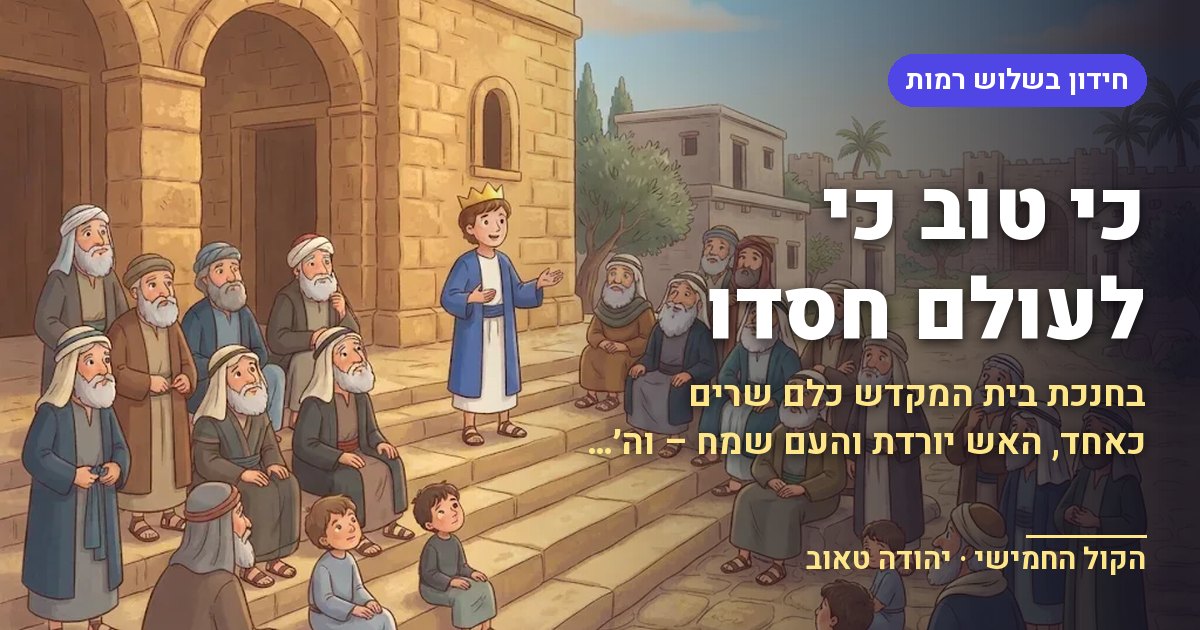 חידון בשלוש רמות
כי טוב כי
לעולם חסדו
בחנכת בית המקדש כלם שרים
כאחד, האש יורדת והעם שמח – וה׳...
הקול החמישי · יהודה טאוב